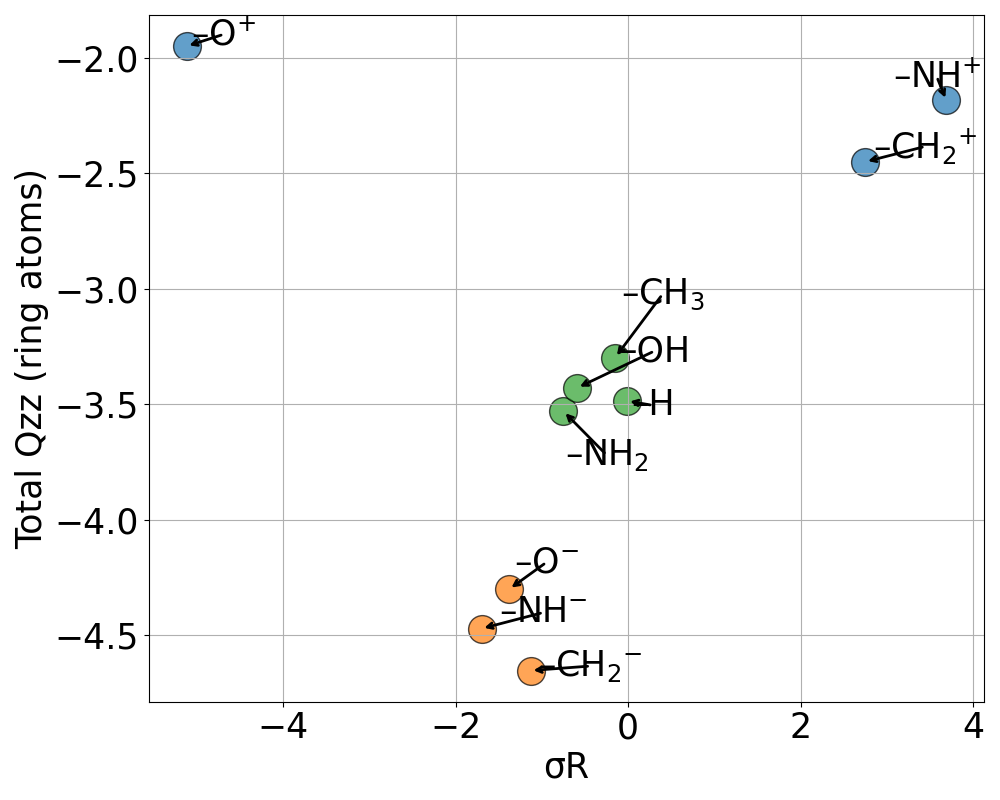 –O⁺
–NH⁺
–CH₂⁺
–CH₃
–OH
–H
–NH₂
–O⁻
–NH⁻
–CH₂⁻
−2.0
−2.5
−3.0
−3.5
−4.0
−4.5
Total Qzz (ring atoms)
−4
−2
0
2
4
σR